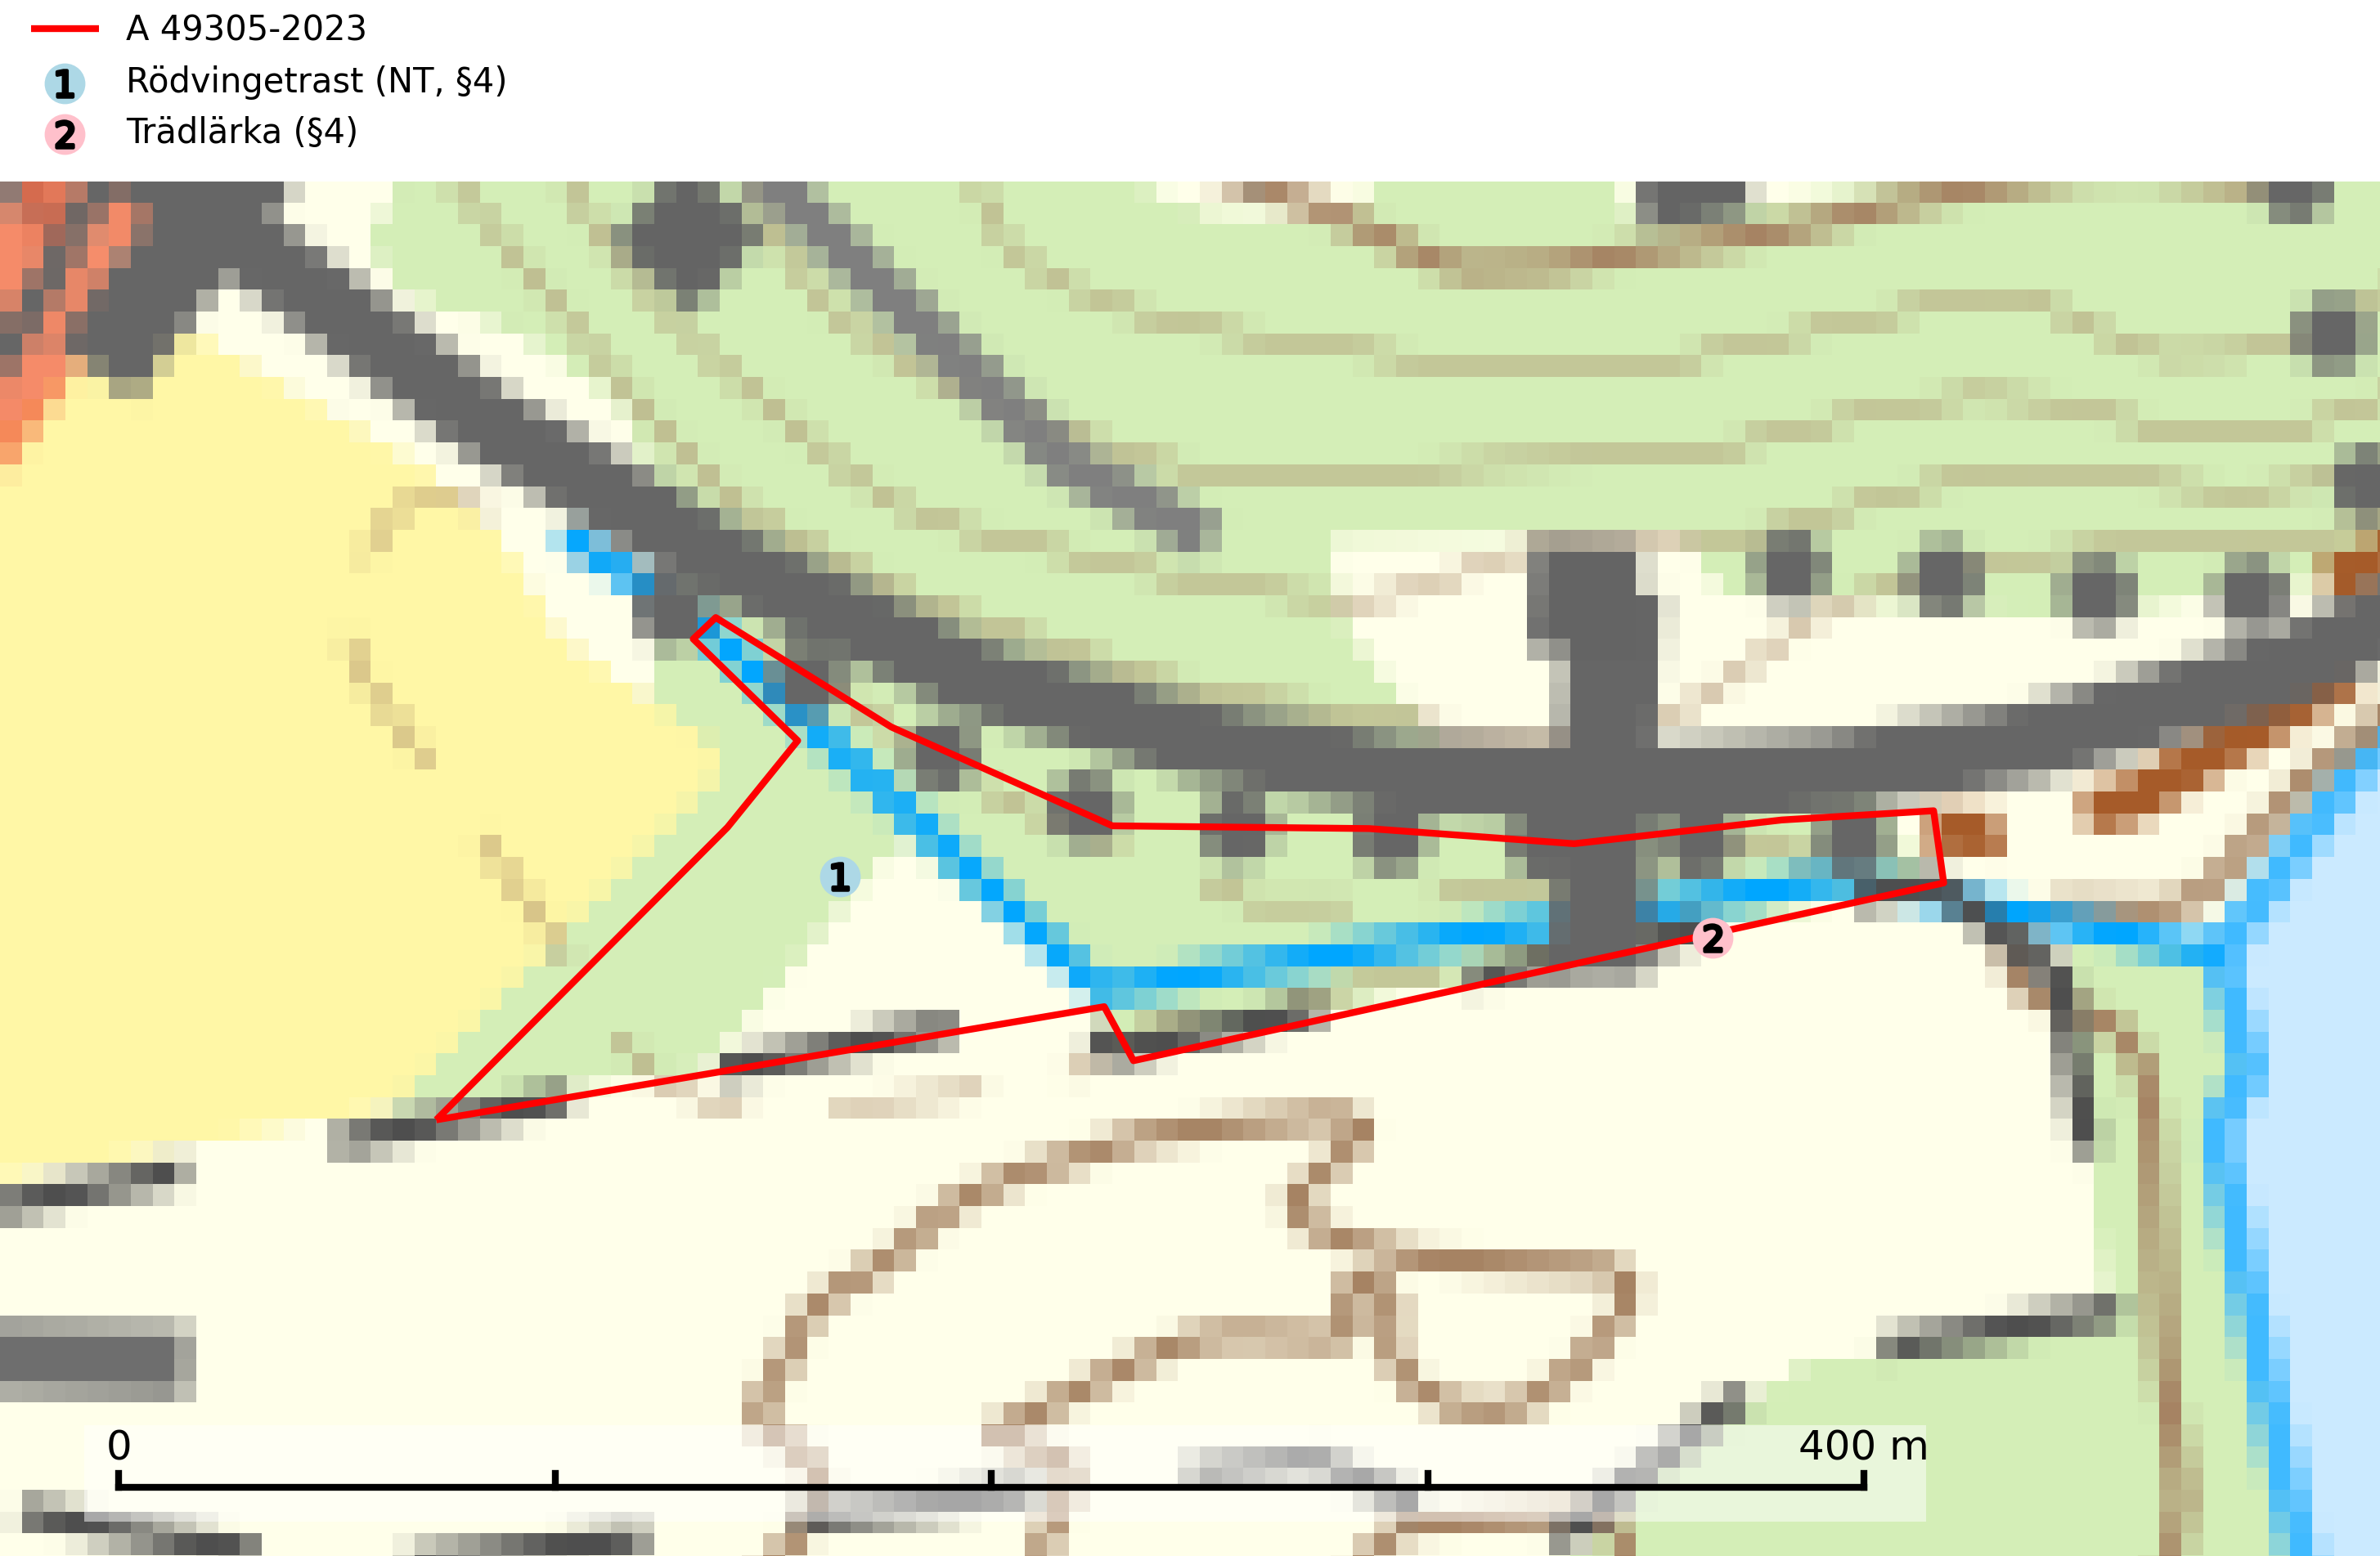 A 49305-2023
1 Rödvingetrast (NT, §4)
2 Trädlärka (§4)
1
2
0 400 m